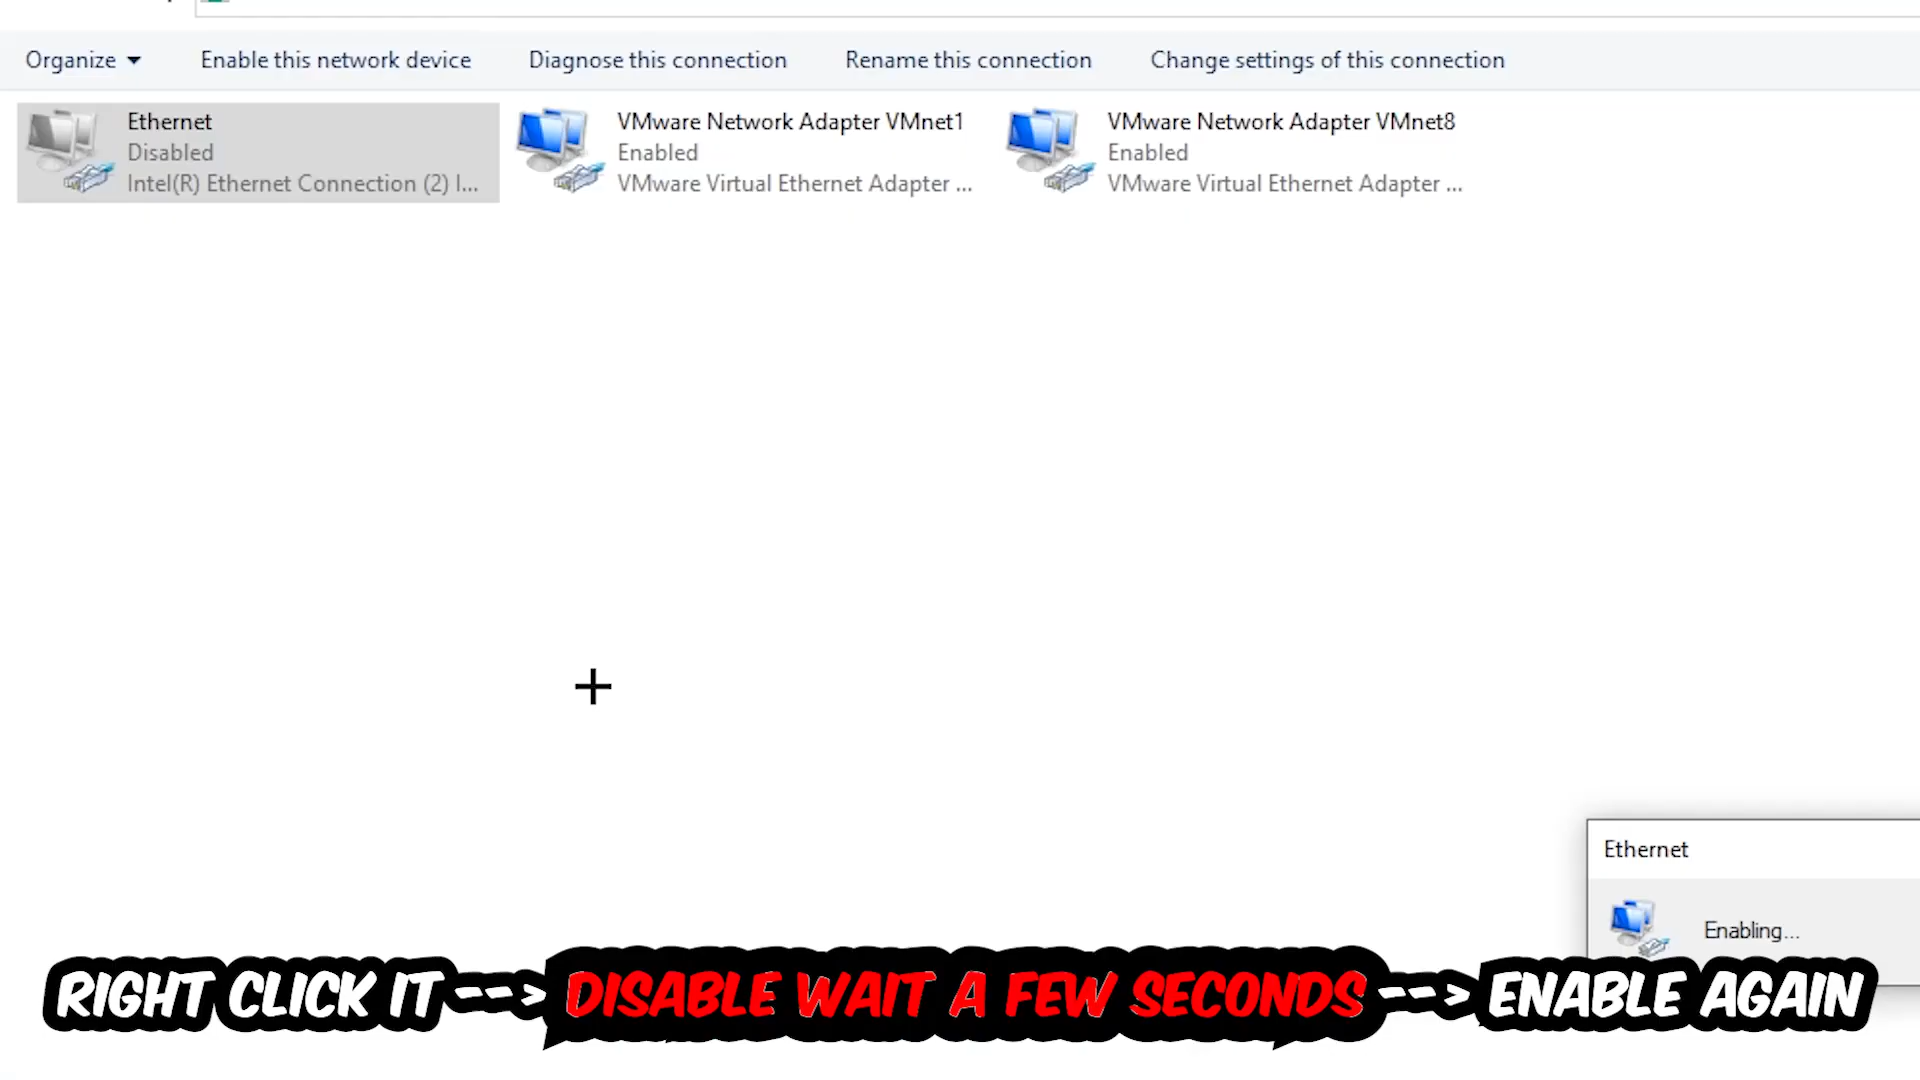 Organize Enable this network device Diagnose this connection Rename this connection Change settings of this connection
Ethernet
Disabled
Intel(R) Ethernet Connection (2) I...
VMware Network Adapter VMnet1
Enabled
VMware Virtual Ethernet Adapter ...
VMware Network Adapter VMnet8
Enabled
VMware Virtual Ethernet Adapter ...
Ethernet
Enabling...
RIGHT CLICK IT --> DISABLE WAIT A FEW SECONDS --> ENABLE AGAIN